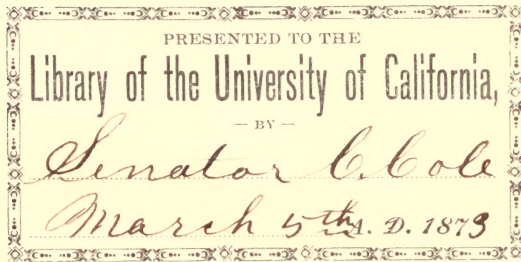 PRESENTED TO THE
Library of the University of California,
— BY —
Senator C. Cole
March 5th A. D. 1873